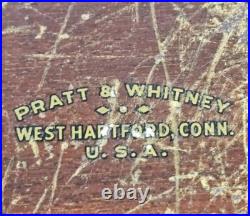 PRATT & WHITNEY
WEST HARTFORD, CONN.
U. S. A.